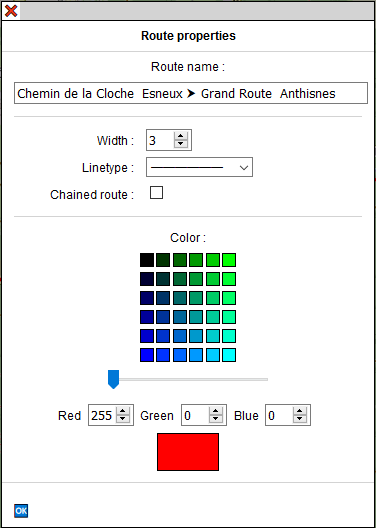 Route properties
Route name :
Chemin de la Cloche  Esneux ➤ Grand Route  Anthisnes
Width : 3
Linetype :
Chained route :
Color :
Red 255 Green 0 Blue 0
OK